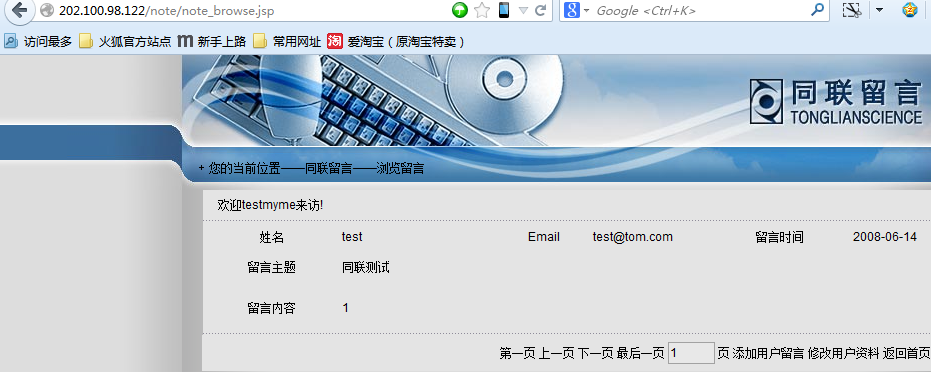 202.100.98.122/note/note_browse.jsp
Google <Ctrl+K>
访问最多 火狐官方站点 新手上路 常用网址 爱淘宝（原淘宝特卖）
同联留言
TONGLIANSCIENCE
+ 您的当前位置——同联留言——浏览留言
欢迎testmyme来访!
姓名 test Email test@tom.com 留言时间 2008-06-14
留言主题 同联测试
留言内容 1
第一页 上一页 下一页 最后一页 1 页 添加用户留言 修改用户资料 返回首页